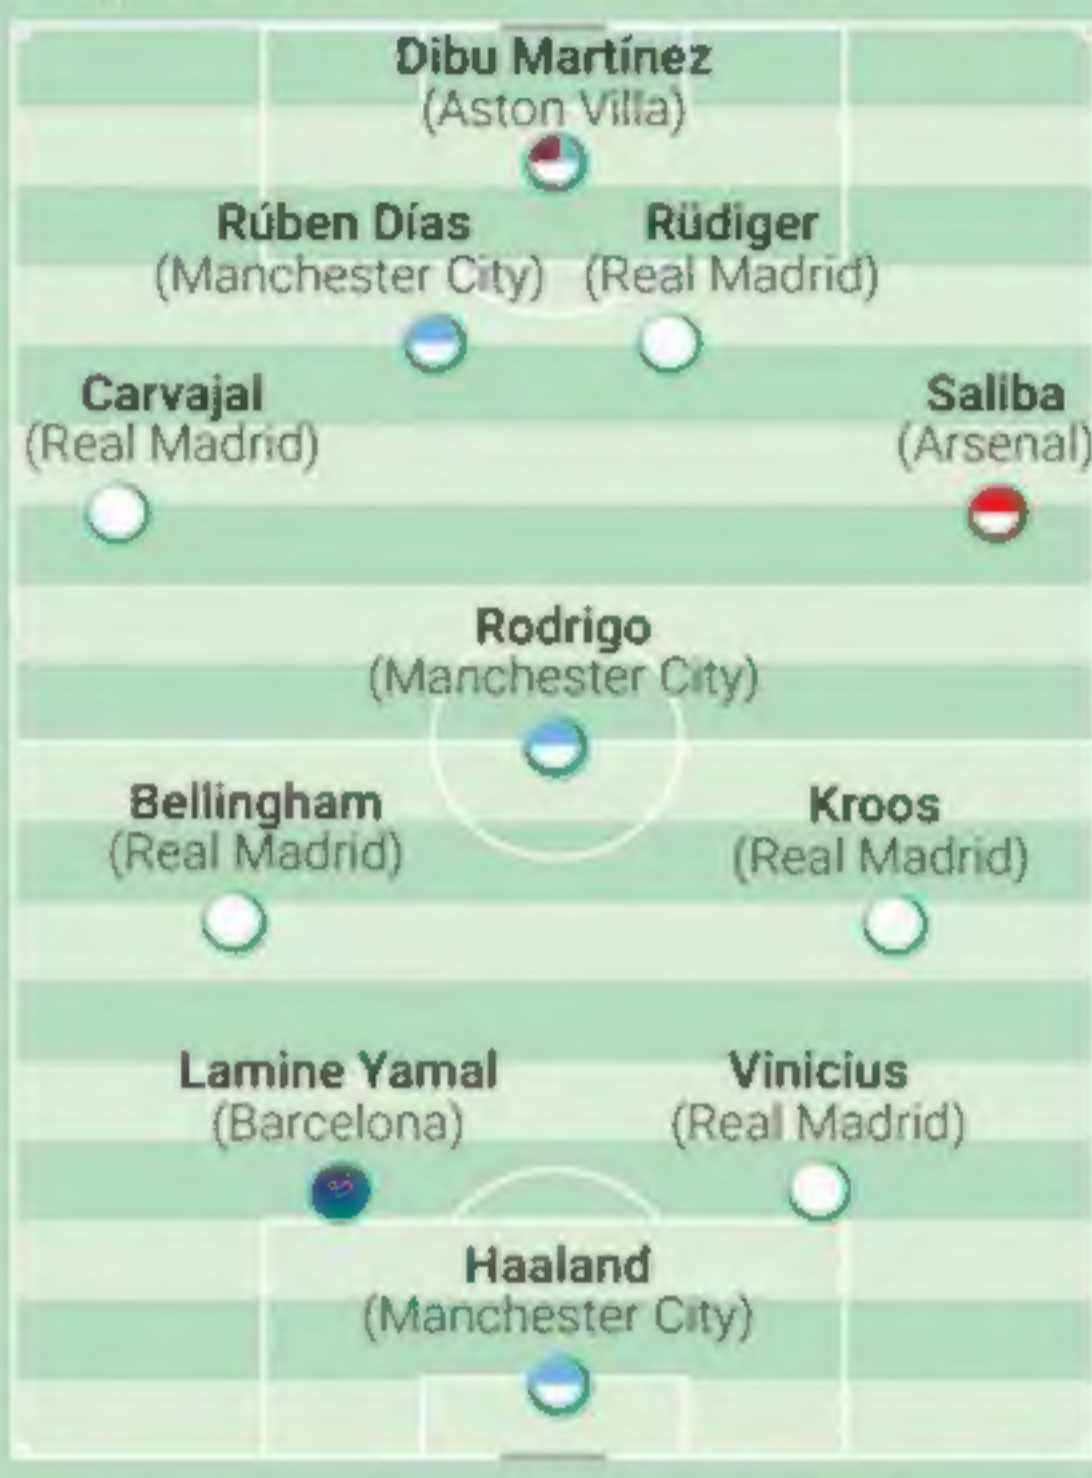 Dibu Martínez
(Aston Villa)
Rúben Días
(Manchester City)
Rüdiger
(Real Madrid)
Carvajal
(Real Madrid)
Saliba
(Arsenal)
Rodrigo
(Manchester City)
Bellingham
(Real Madrid)
Kroos
(Real Madrid)
Lamine Yamal
(Barcelona)
Vinicius
(Real Madrid)
Haaland
(Manchester City)